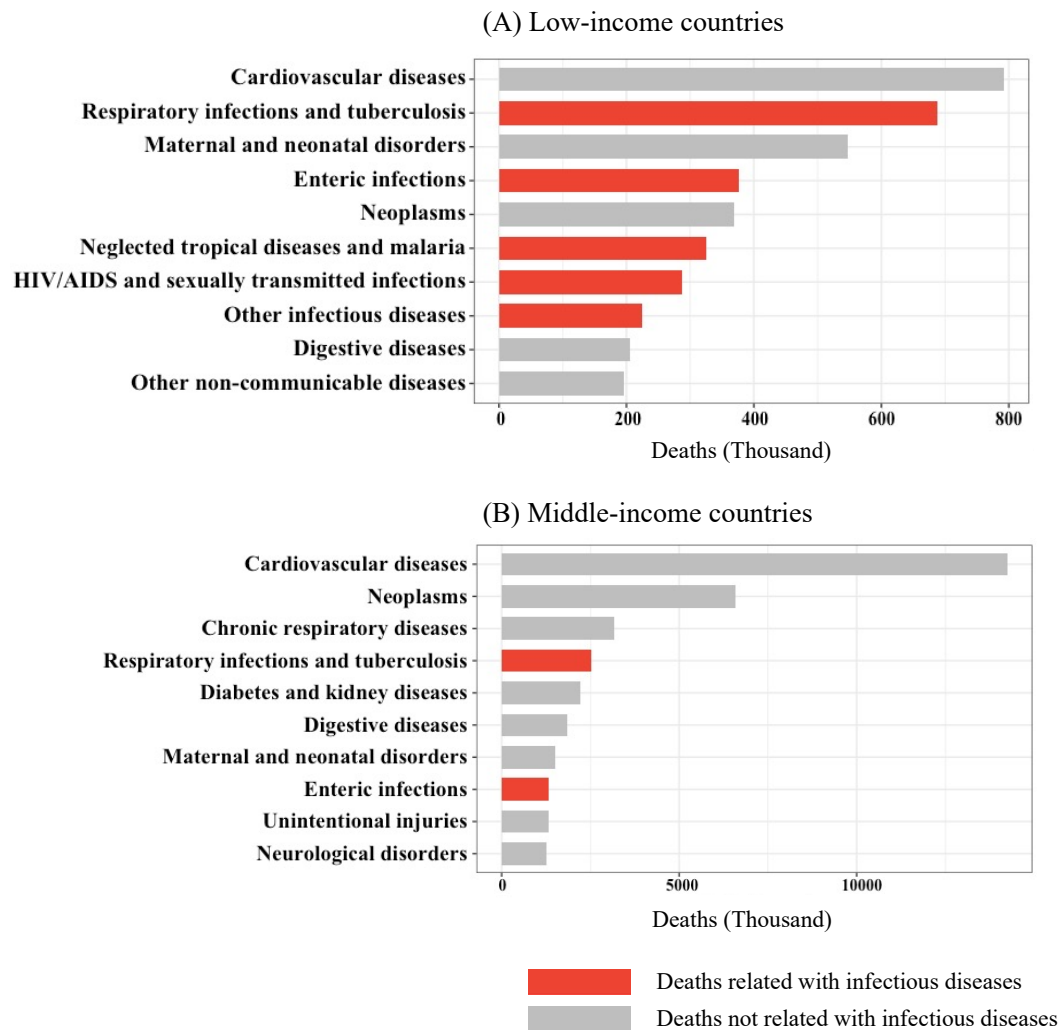 (A) Low-income countries
Cardiovascular diseases
Respiratory infections and tuberculosis
Maternal and neonatal disorders
Enteric infections
Neoplasms
Neglected tropical diseases and malaria
HIV/AIDS and sexually transmitted infections
Other infectious diseases
Digestive diseases
Other non-communicable diseases
0 200 400 600 800
Deaths (Thousand)
(B) Middle-income countries
Cardiovascular diseases
Neoplasms
Chronic respiratory diseases
Respiratory infections and tuberculosis
Diabetes and kidney diseases
Digestive diseases
Maternal and neonatal disorders
Enteric infections
Unintentional injuries
Neurological disorders
0 5000 10000
Deaths (Thousand)
Deaths related with infectious diseases
Deaths not related with infectious diseases